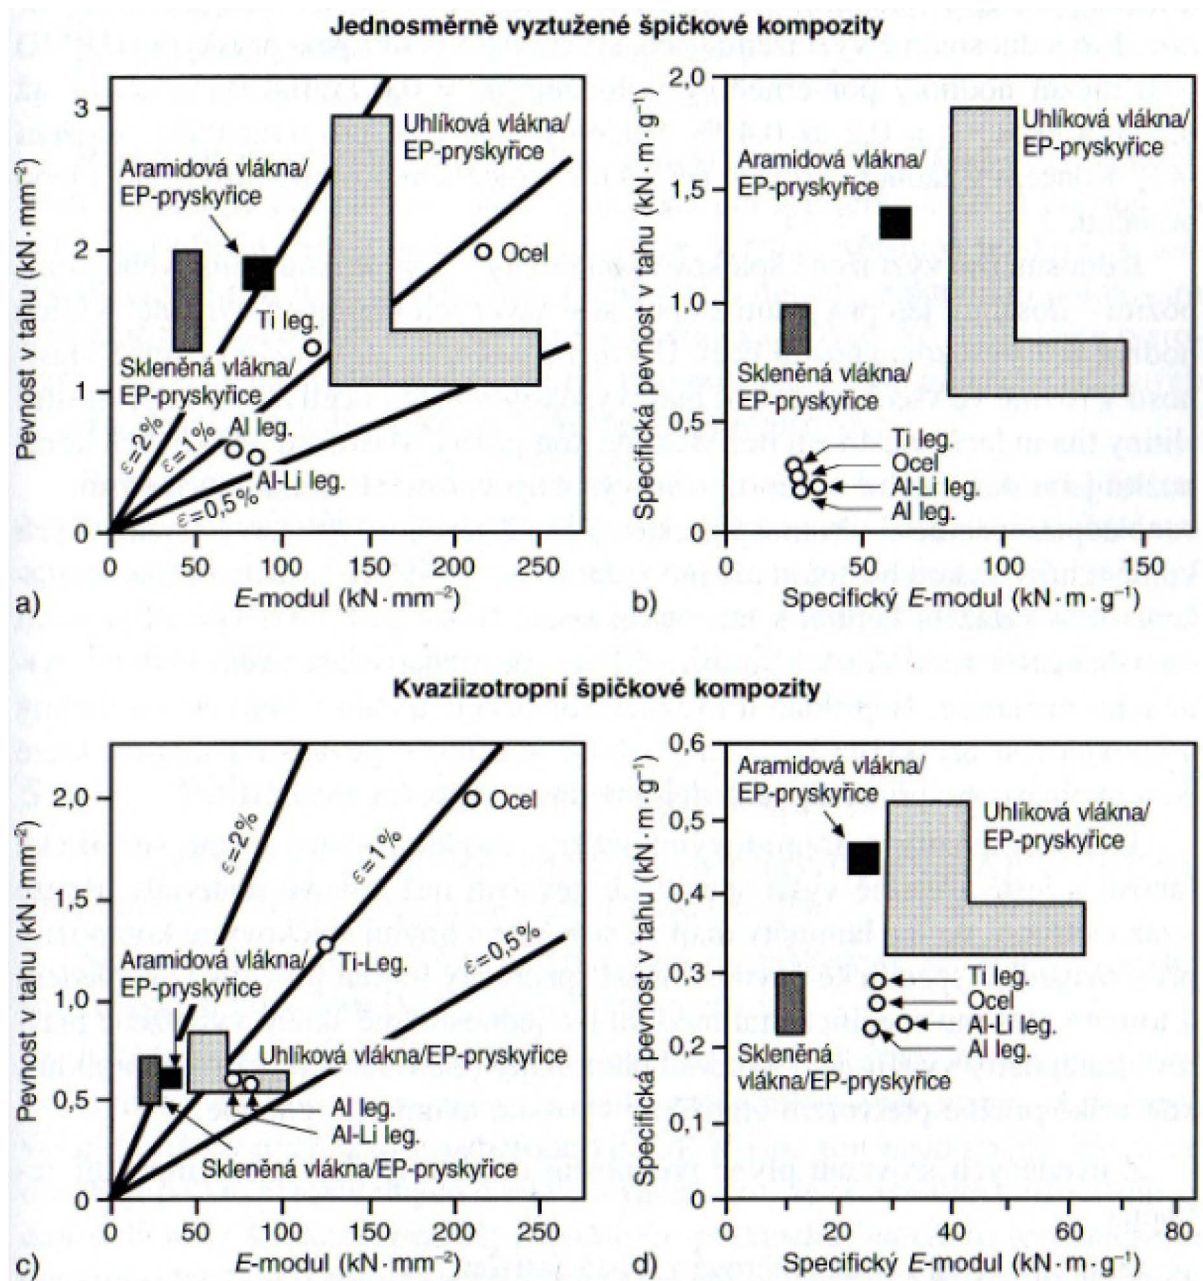 Jednosměrně vyztužené špičkové kompozity
Pevnost v tahu (kN·mm⁻²)
3
2
1
0
Uhlíková vlákna/
EP-pryskyřice
Aramidová vlákna/
EP-pryskyřice
Ocel
Ti leg.
Skleněná vlákna/
EP-pryskyřice
Al leg.
Al-Li leg.
ε=2%
ε=1%
ε=0,5%
0 50 100 150 200 250
a) E-modul (kN·mm⁻²)
Specifická pevnost v tahu (kN·m·g⁻¹)
2,0
1,5
1,0
0,5
0
Uhlíková vlákna/
EP-pryskyřice
Aramidová vlákna/
EP-pryskyřice
Skleněná vlákna/
EP-pryskyřice
Ti leg.
Ocel
Al-Li leg.
Al leg.
0 50 100 150
b) Specifický E-modul (kN·m·g⁻¹)
Kvaziizotropní špičkové kompozity
Pevnost tahu (kN·mm⁻²)
2,0
1,5
1,0
0,5
0
ε=2%
Ocel
ε=1%
Ti-Leg.
ε=0,5%
Aramidová vlákna/
EP-pryskyřice
Uhlíková vlákna/EP-pryskyřice
Al leg.
Al-Li leg.
Skleněná vlákna/EP-pryskyřice
0 50 100 150 200 250
c) E-modul (kN·mm⁻²)
Specifická pevnost v tahu (kN·m·g⁻¹)
0,6
0,5
0,4
0,3
0,2
0,1
0
Aramidová vlákna/
EP-pryskyřice
Uhlíková vlákna/
EP-pryskyřice
Ti leg.
Ocel
Al-Li leg.
Al leg.
Skleněná
vlákna/EP-pryskyřice
0 20 40 60 80
d) Specifický E-modul (kN·m·g⁻¹)